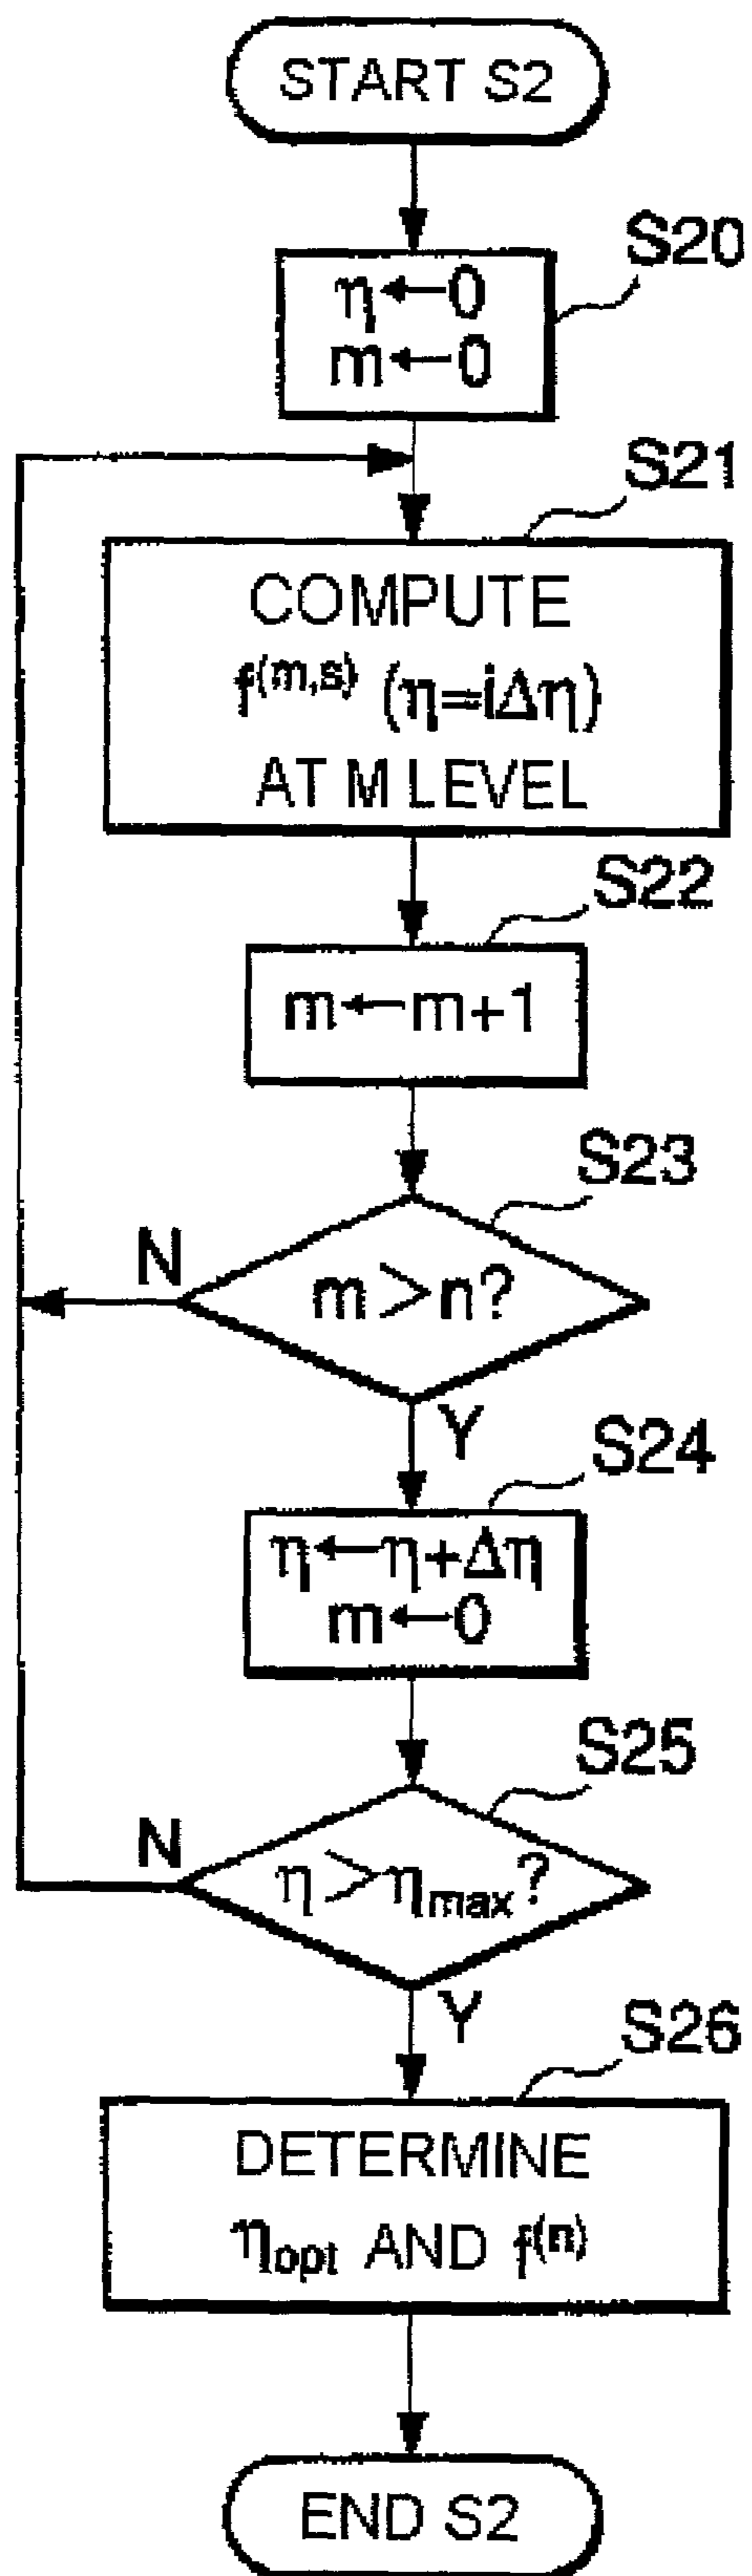 START S2
S20
η←0
m←0
S21
COMPUTE
f(m,s) (η=iΔη)
AT M LEVEL
S22
m←m+1
S23
N
m>n?
Y
S24
η←η+Δη
m←0
S25
N
η>ηmax?
Y
S26
DETERMINE
ηopt AND f(n)
END S2